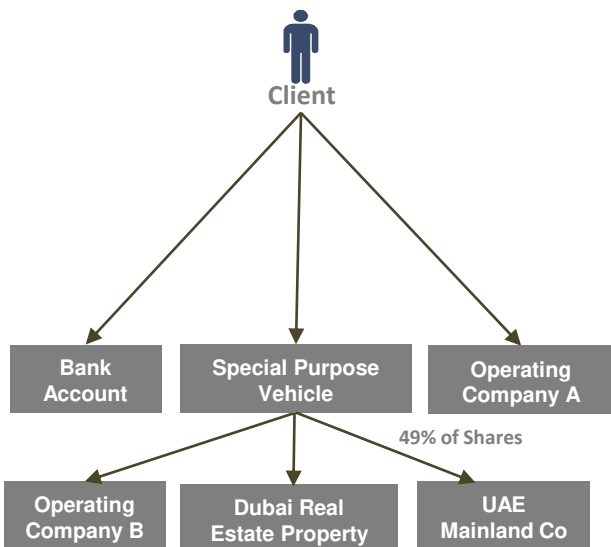 Client
Bank
Account
Special Purpose
Vehicle
Operating
Company A
49% of Shares
Operating
Company B
Dubai Real
Estate Property
UAE
Mainland Co